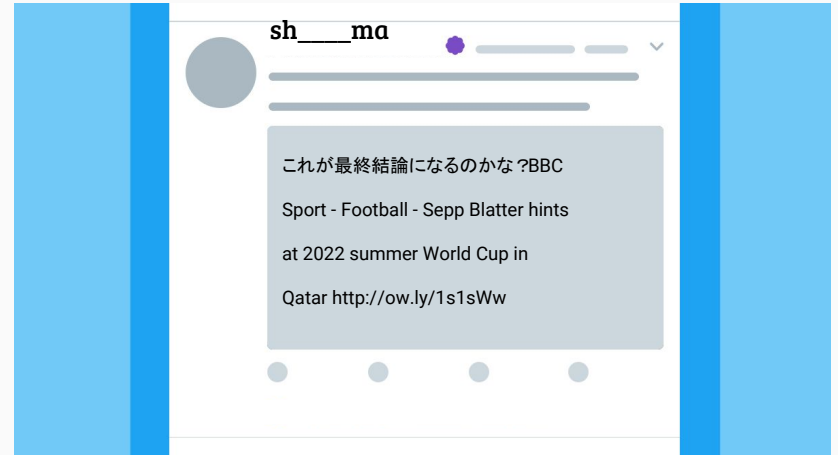 sh____ma
これが最終結論になるのかな？BBC
Sport - Football - Sepp Blatter hints
at 2022 summer World Cup in
Qatar http://ow.ly/1s1sWw